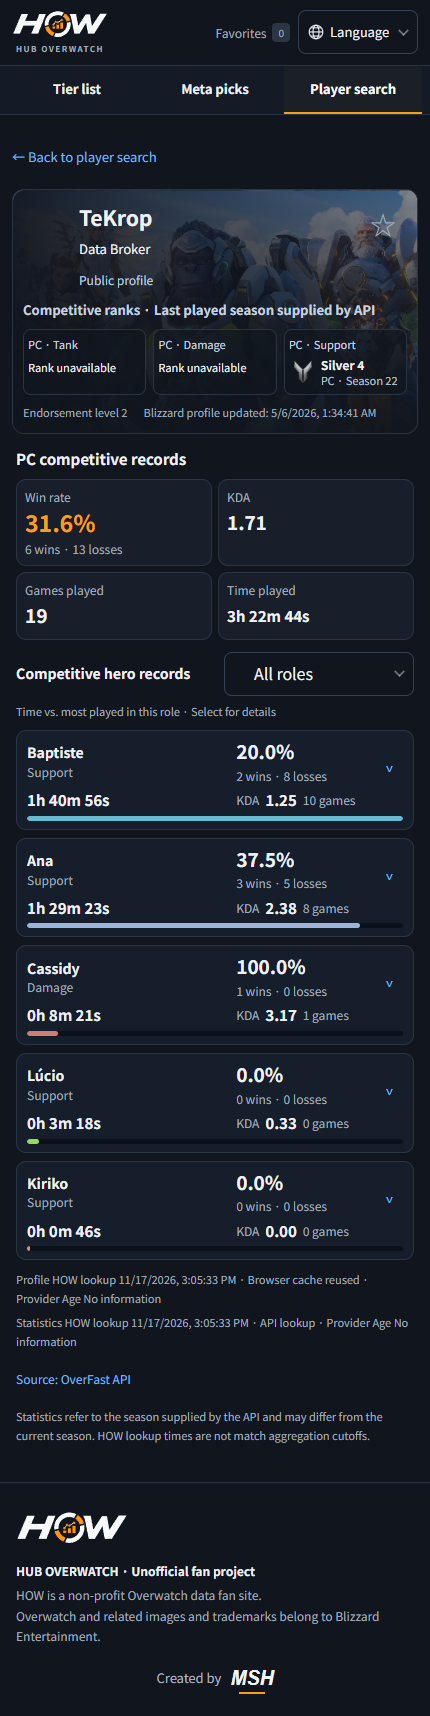 HOW
HUB OVERWATCH
Favorites 0
Language
Tier list
Meta picks
Player search
← Back to player search
TeKrop
Data Broker
Public profile
Competitive ranks · Last played season supplied by API
PC · Tank
Rank unavailable
PC · Damage
Rank unavailable
PC · Support
Silver 4
PC · Season 22
Endorsement level 2
Blizzard profile updated: 5/6/2026, 1:34:41 AM
PC competitive records
Win rate
31.6%
6 wins · 13 losses
KDA
1.71
Games played
19
Time played
3h 22m 44s
Competitive hero records
All roles
Time vs. most played in this role · Select for details
Baptiste
Support
1h 40m 56s
20.0%
2 wins · 8 losses
KDA 1.25 10 games
v
Ana
Support
1h 29m 23s
37.5%
3 wins · 5 losses
KDA 2.38 8 games
v
Cassidy
Damage
0h 8m 21s
100.0%
1 wins · 0 losses
KDA 3.17 1 games
v
Lúcio
Support
0h 3m 18s
0.0%
0 wins · 0 losses
KDA 0.33 0 games
v
Kiriko
Support
0h 0m 46s
0.0%
0 wins · 0 losses
KDA 0.00 0 games
v
Profile HOW lookup 11/17/2026, 3:05:33 PM · Browser cache reused ·
Provider Age No information
Statistics HOW lookup 11/17/2026, 3:05:33 PM · API lookup · Provider Age No
information
Source: OverFast API
Statistics refer to the season supplied by the API and may differ from the
current season. HOW lookup times are not match aggregation cutoffs.
HOW
HUB OVERWATCH · Unofficial fan project
HOW is a non-profit Overwatch data fan site.
Overwatch and related images and trademarks belong to Blizzard
Entertainment.
Created by MSH